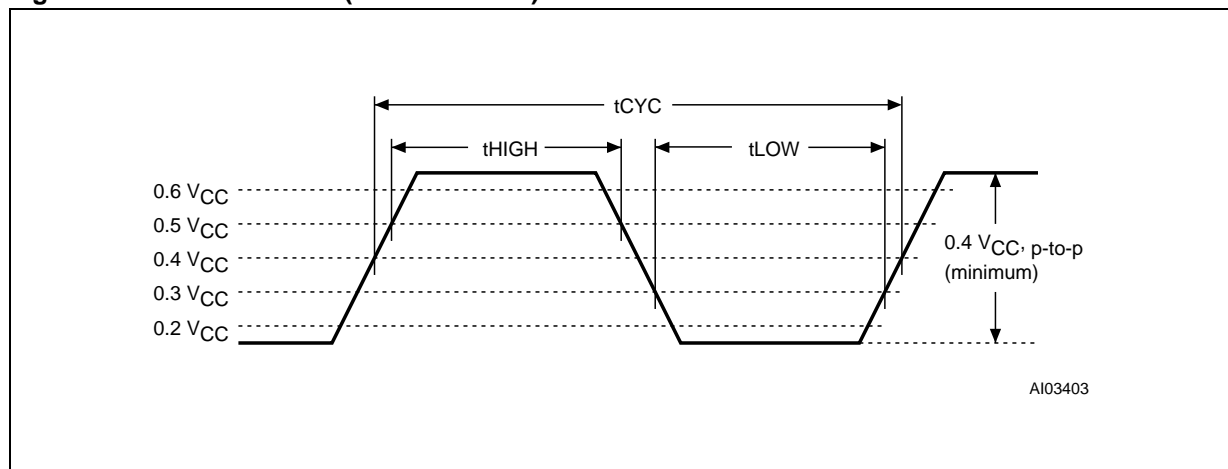 tCYC
tHIGH
tLOW
0.6 VCC
0.5 VCC
0.4 VCC
0.3 VCC
0.2 VCC
0.4 VCC, p-to-p
(minimum)
AI03403